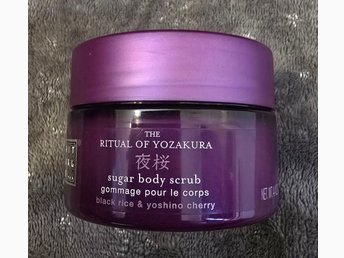 THE
RITUAL OF YOZAKURA
夜桜
sugar body scrub
gommage pour le corps
black rice & yoshino cherry